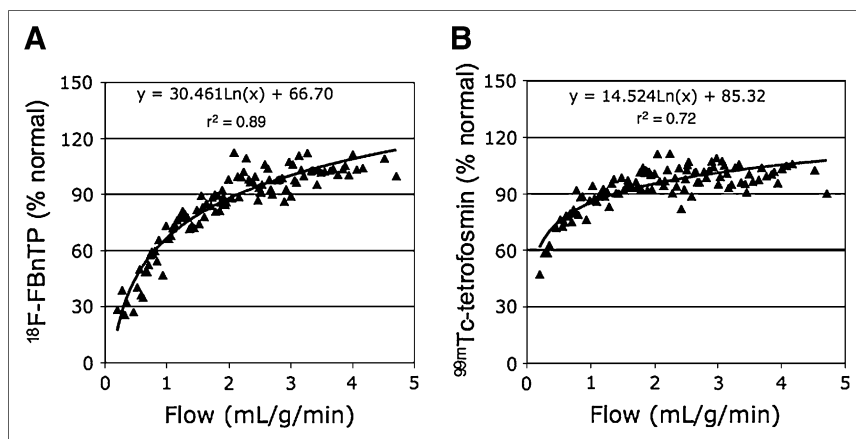 A
y = 30.461Ln(x) + 66.70
r² = 0.89
150
120
90
60
30
0
¹⁸F-FBnTP (% normal)
0 1 2 3 4 5
Flow (mL/g/min)
B
y = 14.524Ln(x) + 85.32
r² = 0.72
150
120
90
60
30
0
⁹⁹ᵐTc-tetrofosmin (% normal)
0 1 2 3 4 5
Flow (mL/g/min)